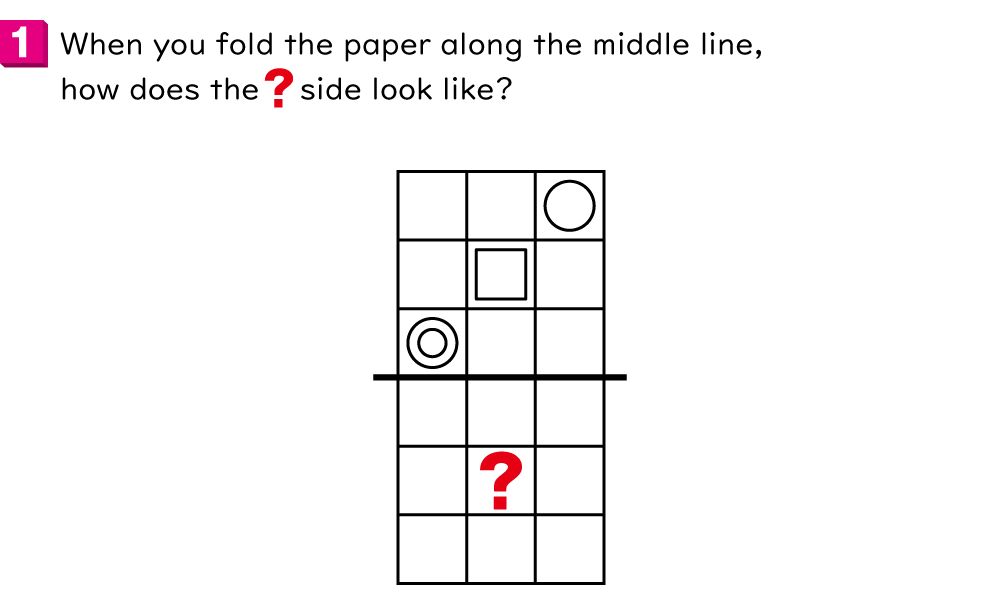 1 When you fold the paper along the middle line,
how does the ? side look like?
?